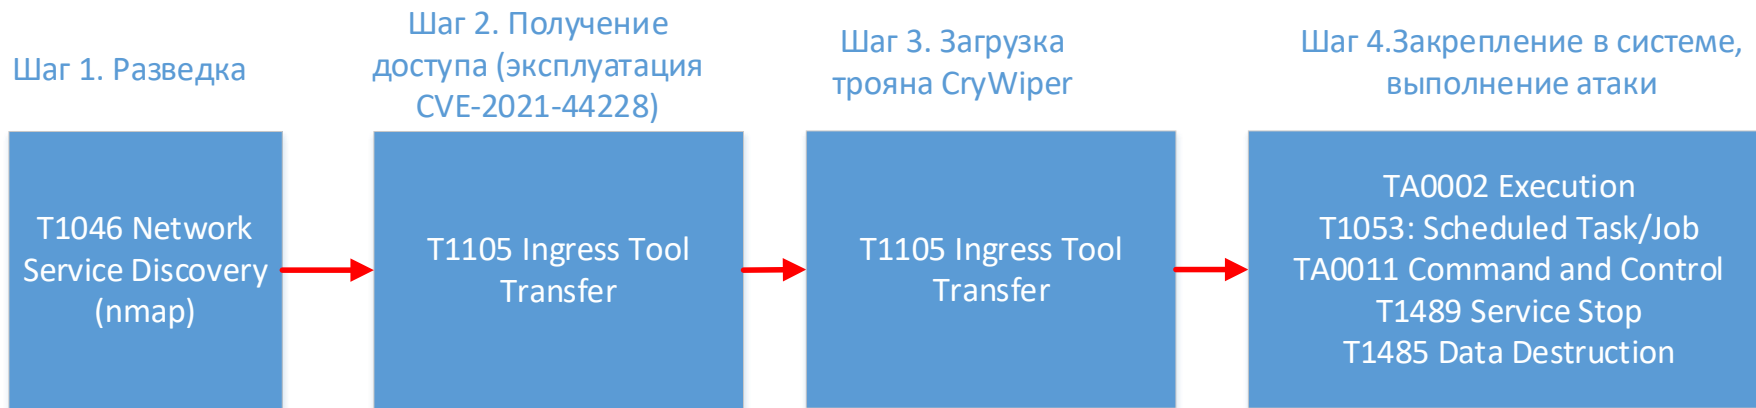 Шаг 1. Разведка
Шаг 2. Получение
доступа (эксплуатация
CVE-2021-44228)
Шаг 3. Загрузка
трояна CryWiper
Шаг 4.Закрепление в системе,
выполнение атаки
T1046 Network
Service Discovery
(nmap)
T1105 Ingress Tool
Transfer
T1105 Ingress Tool
Transfer
TA0002 Execution
T1053: Scheduled Task/Job
TA0011 Command and Control
T1489 Service Stop
T1485 Data Destruction